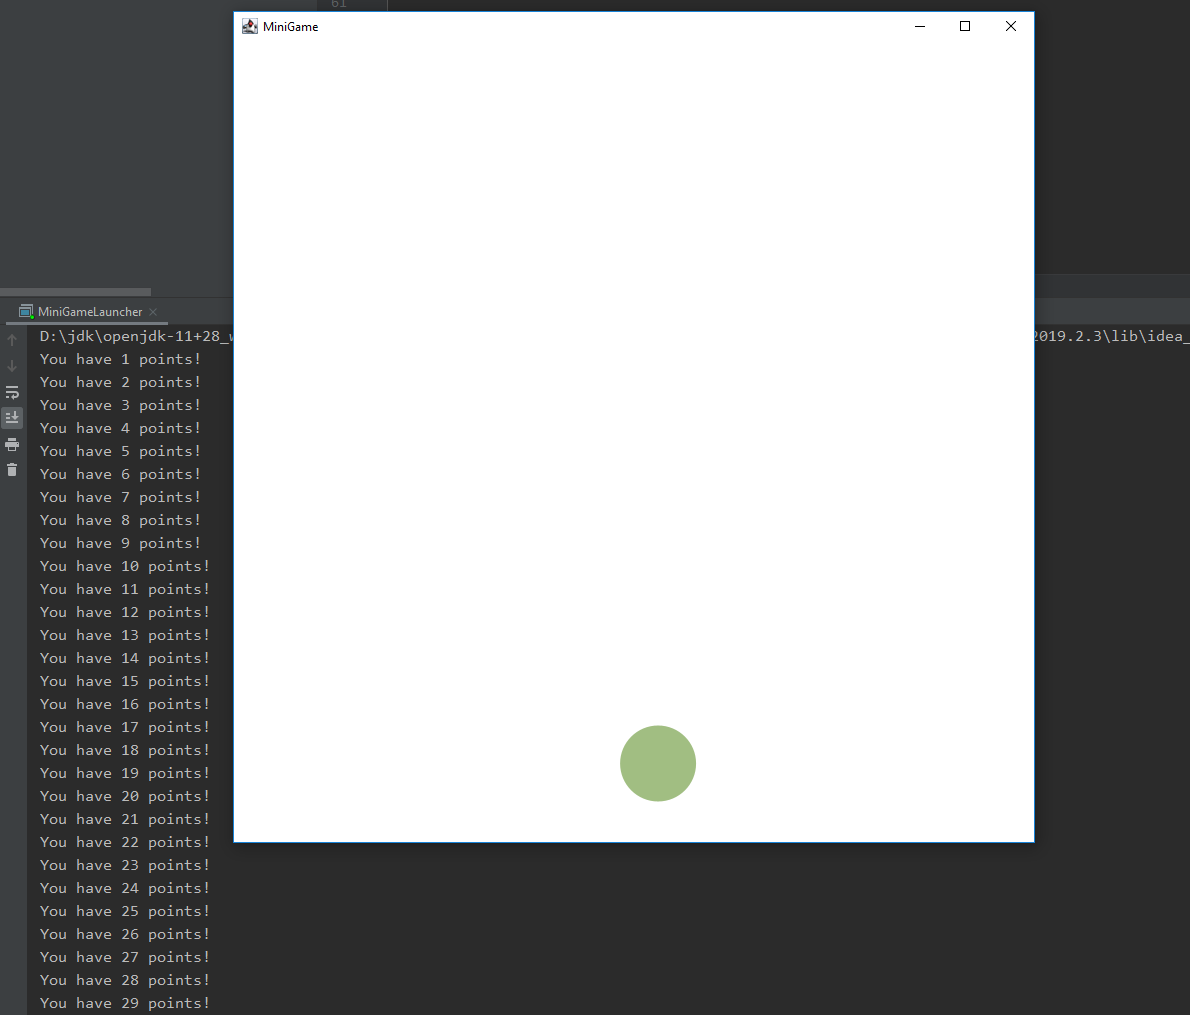 61
MiniGame
MiniGameLauncher
D:\jdk\openjdk-11+28_ 2019.2.3\lib\idea_
You have 1 points!
You have 2 points!
You have 3 points!
You have 4 points!
You have 5 points!
You have 6 points!
You have 7 points!
You have 8 points!
You have 9 points!
You have 10 points!
You have 11 points!
You have 12 points!
You have 13 points!
You have 14 points!
You have 15 points!
You have 16 points!
You have 17 points!
You have 18 points!
You have 19 points!
You have 20 points!
You have 21 points!
You have 22 points!
You have 23 points!
You have 24 points!
You have 25 points!
You have 26 points!
You have 27 points!
You have 28 points!
You have 29 points!